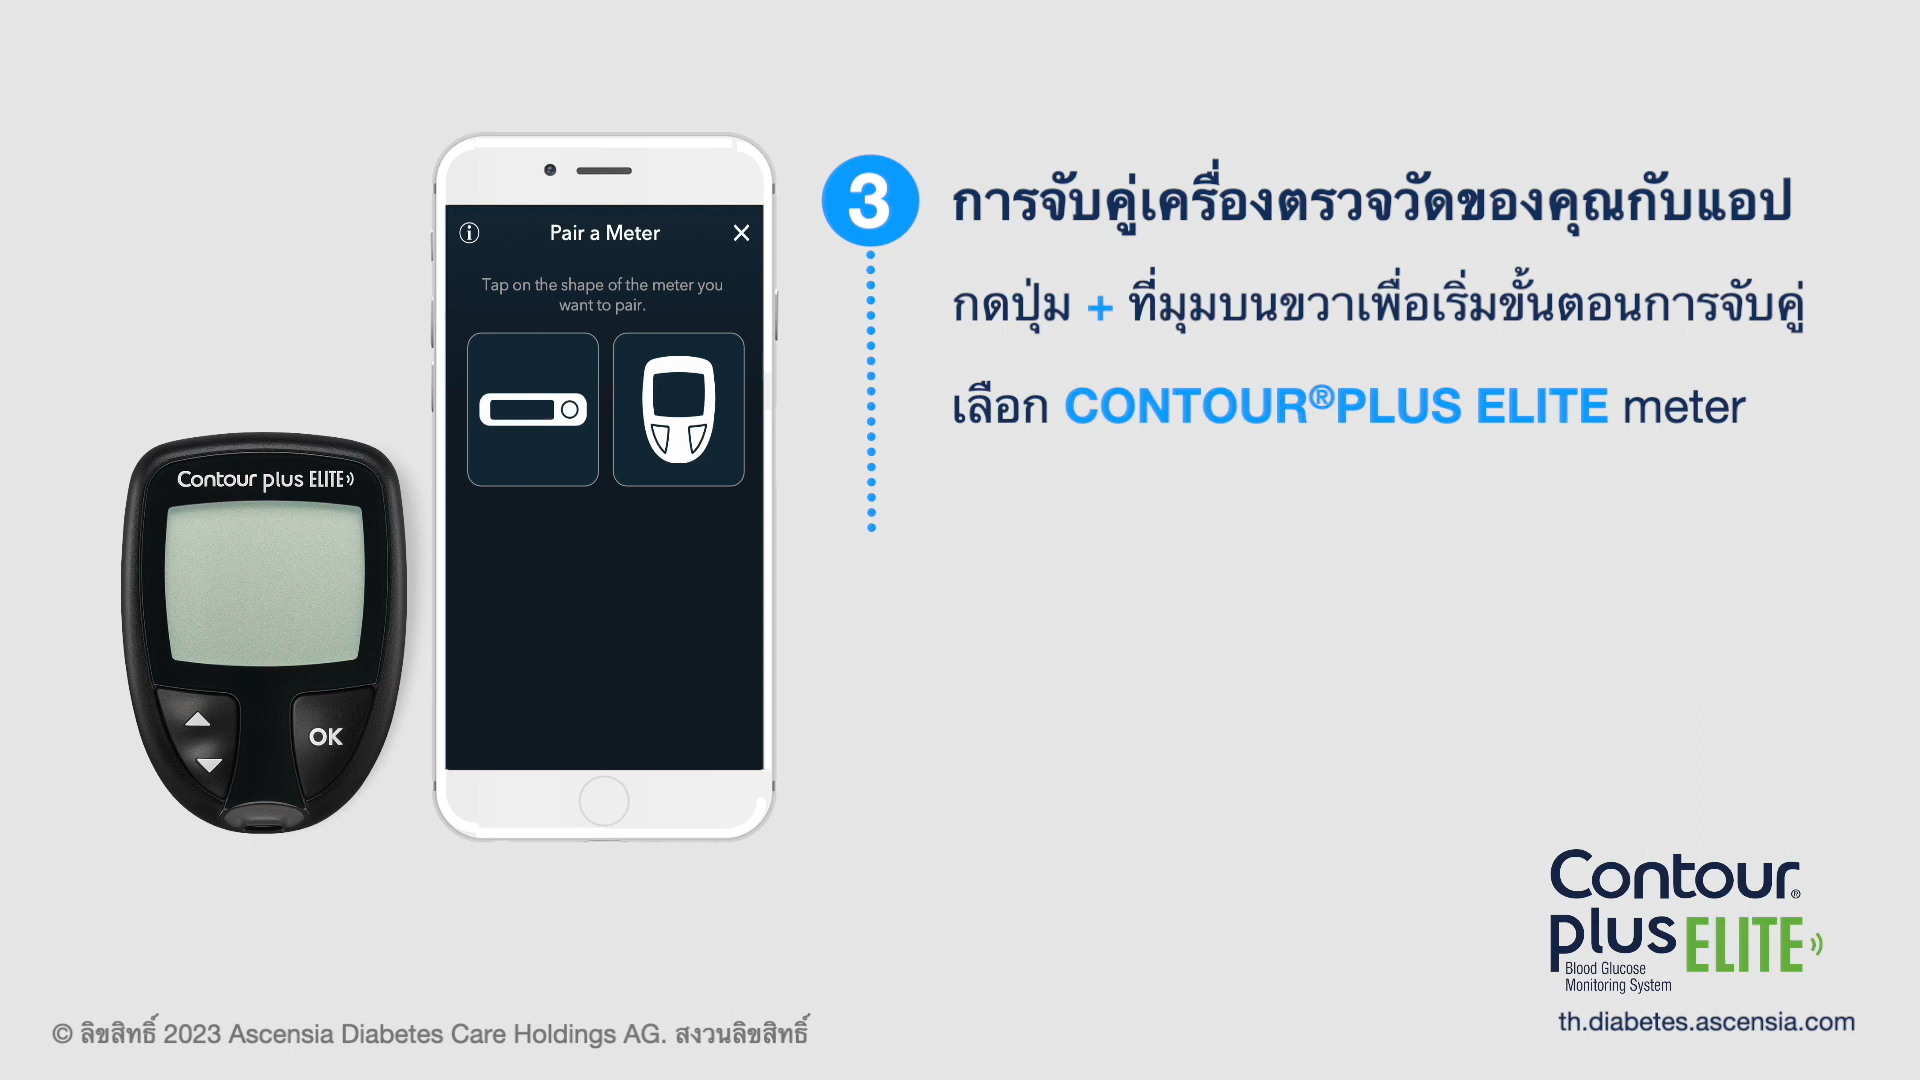 3 การจับคู่เครื่องตรวจวัดของคุณกับแอป
กดปุ่ม + ที่มุมบนขวาเพื่อเริ่มขั้นตอนการจับคู่
เลือก CONTOUR®PLUS ELITE meter
Pair a Meter
Tap on the shape of the meter you
want to pair.
Contour plus ELITE
OK
Contour®
plus ELITE
Blood Glucose
Monitoring System
th.diabetes.ascensia.com
© ลิขสิทธิ์ 2023 Ascensia Diabetes Care Holdings AG. สงวนลิขสิทธิ์